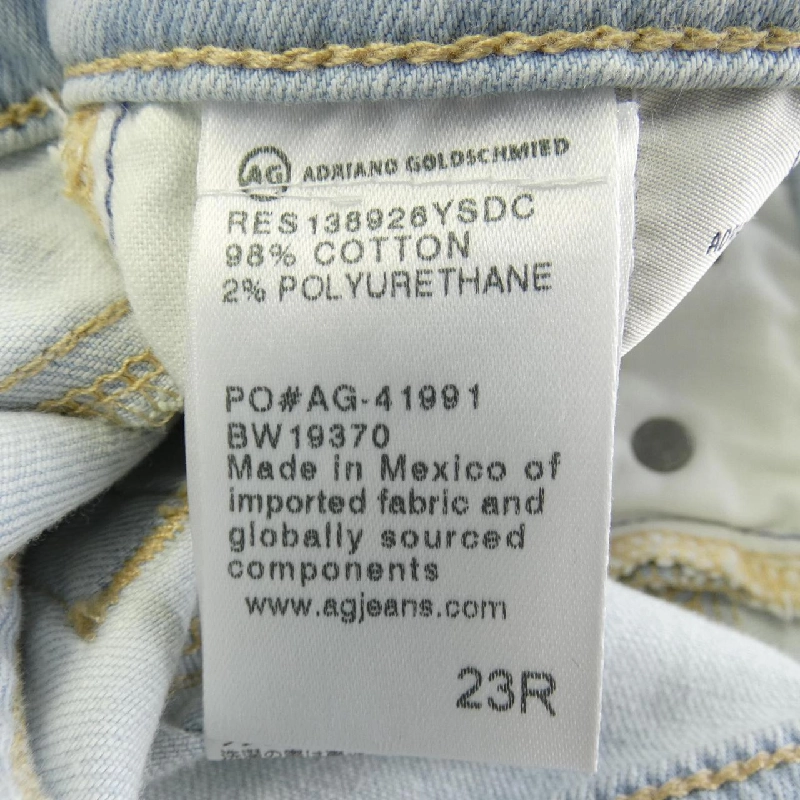 AG ADRIANO GOLDSCHMIED
RES138926YSDC
98% COTTON
2% POLYURETHANE
PO#AG-41991
BW19370
Made in Mexico of
imported fabric and
globally sourced
components
www.agjeans.com
23R